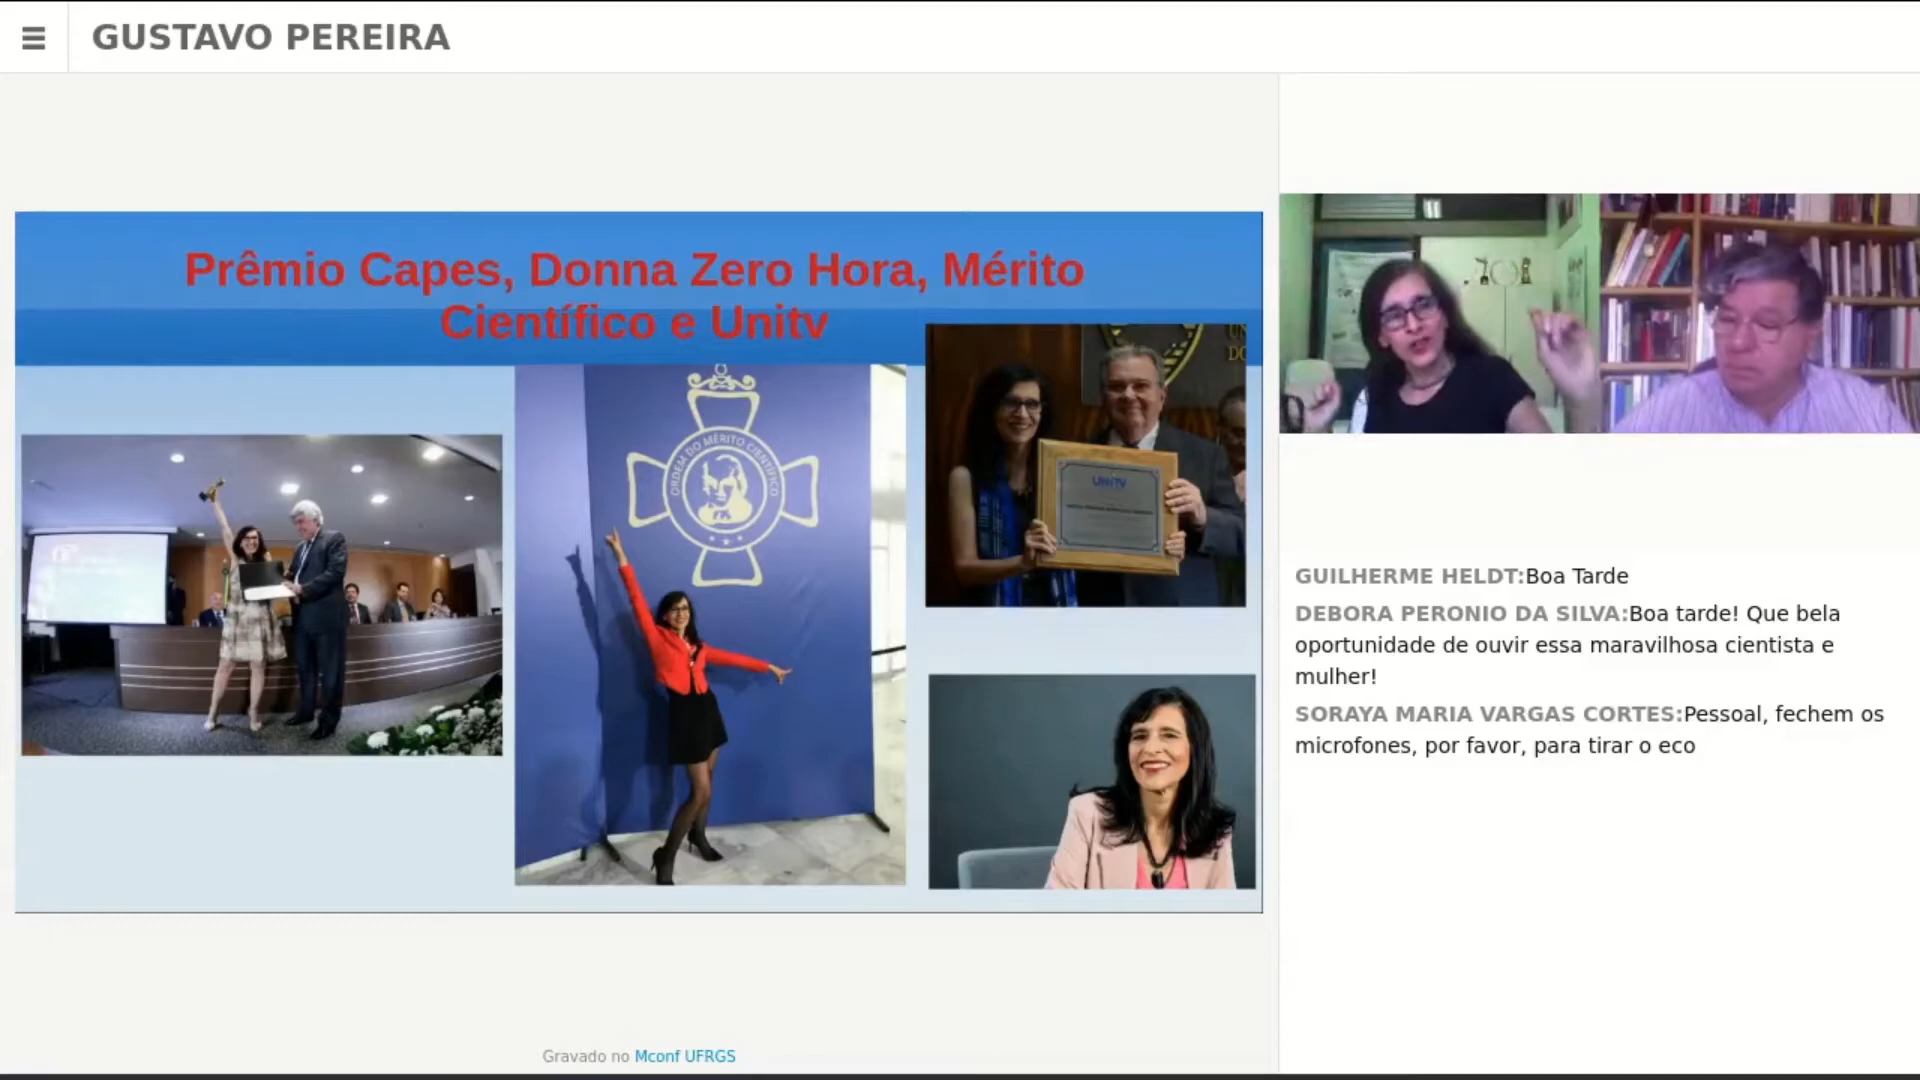 GUSTAVO PEREIRA
Prêmio Capes, Donna Zero Hora, Mérito
Científico e Unitv
ORDEM DO MÉRITO CIENTÍFICO
UNITV
GUILHERME HELDT:Boa Tarde
DEBORA PERONIO DA SILVA:Boa tarde! Que bela
oportunidade de ouvir essa maravilhosa cientista e
mulher!
SORAYA MARIA VARGAS CORTES:Pessoal, fechem os
microfones, por favor, para tirar o eco
Gravado no Mconf UFRGS